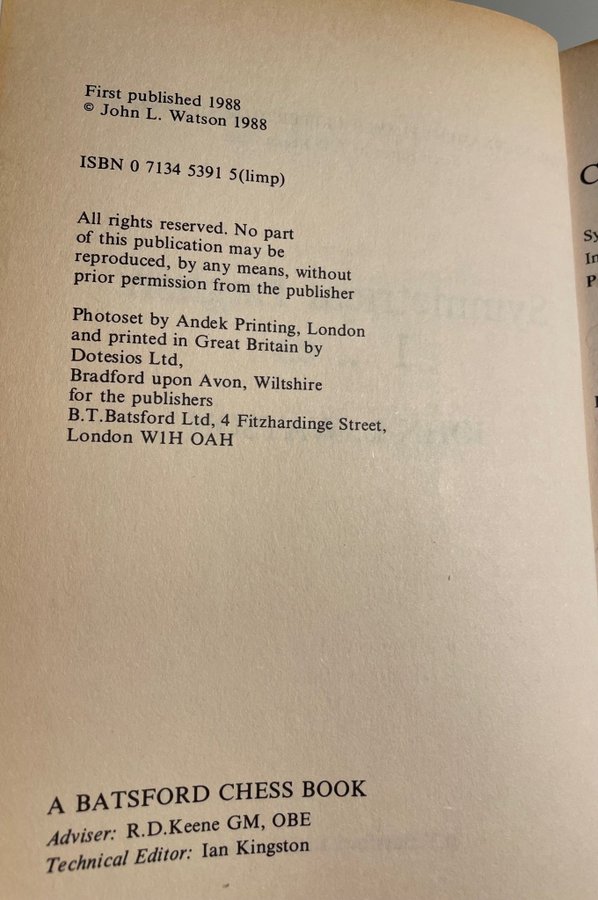 First published 1988
© John L. Watson 1988
ISBN 0 7134 5391 5(limp)
All rights reserved. No part
of this publication may be
reproduced, by any means, without
prior permission from the publisher
Photoset by Andek Printing, London
and printed in Great Britain by
Dotesios Ltd,
Bradford upon Avon, Wiltshire
for the publishers
B.T.Batsford Ltd, 4 Fitzhardinge Street,
London W1H OAH
A BATSFORD CHESS BOOK
Adviser: R.D.Keene GM, OBE
Technical Editor: Ian Kingston